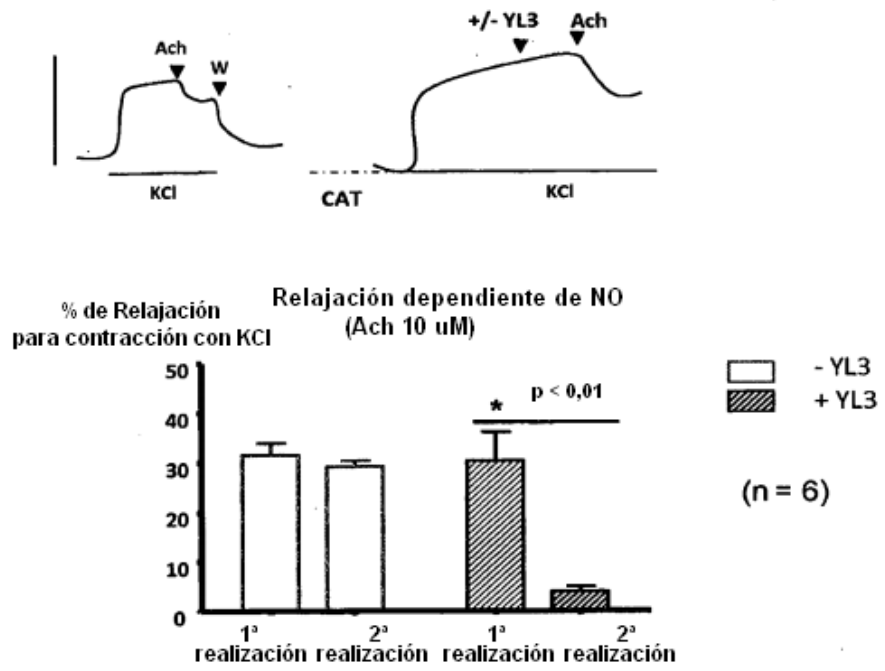 +/- YL3 Ach
Ach
W
KCl
CAT
KCl
% de Relajación
para contracción con KCl
Relajación dependiente de NO
(Ach 10 uM)
50
40
30
20
10
0
* p < 0,01
- YL3
+ YL3
(n = 6)
1ª 2ª 1ª 2ª
realización realización realización realización